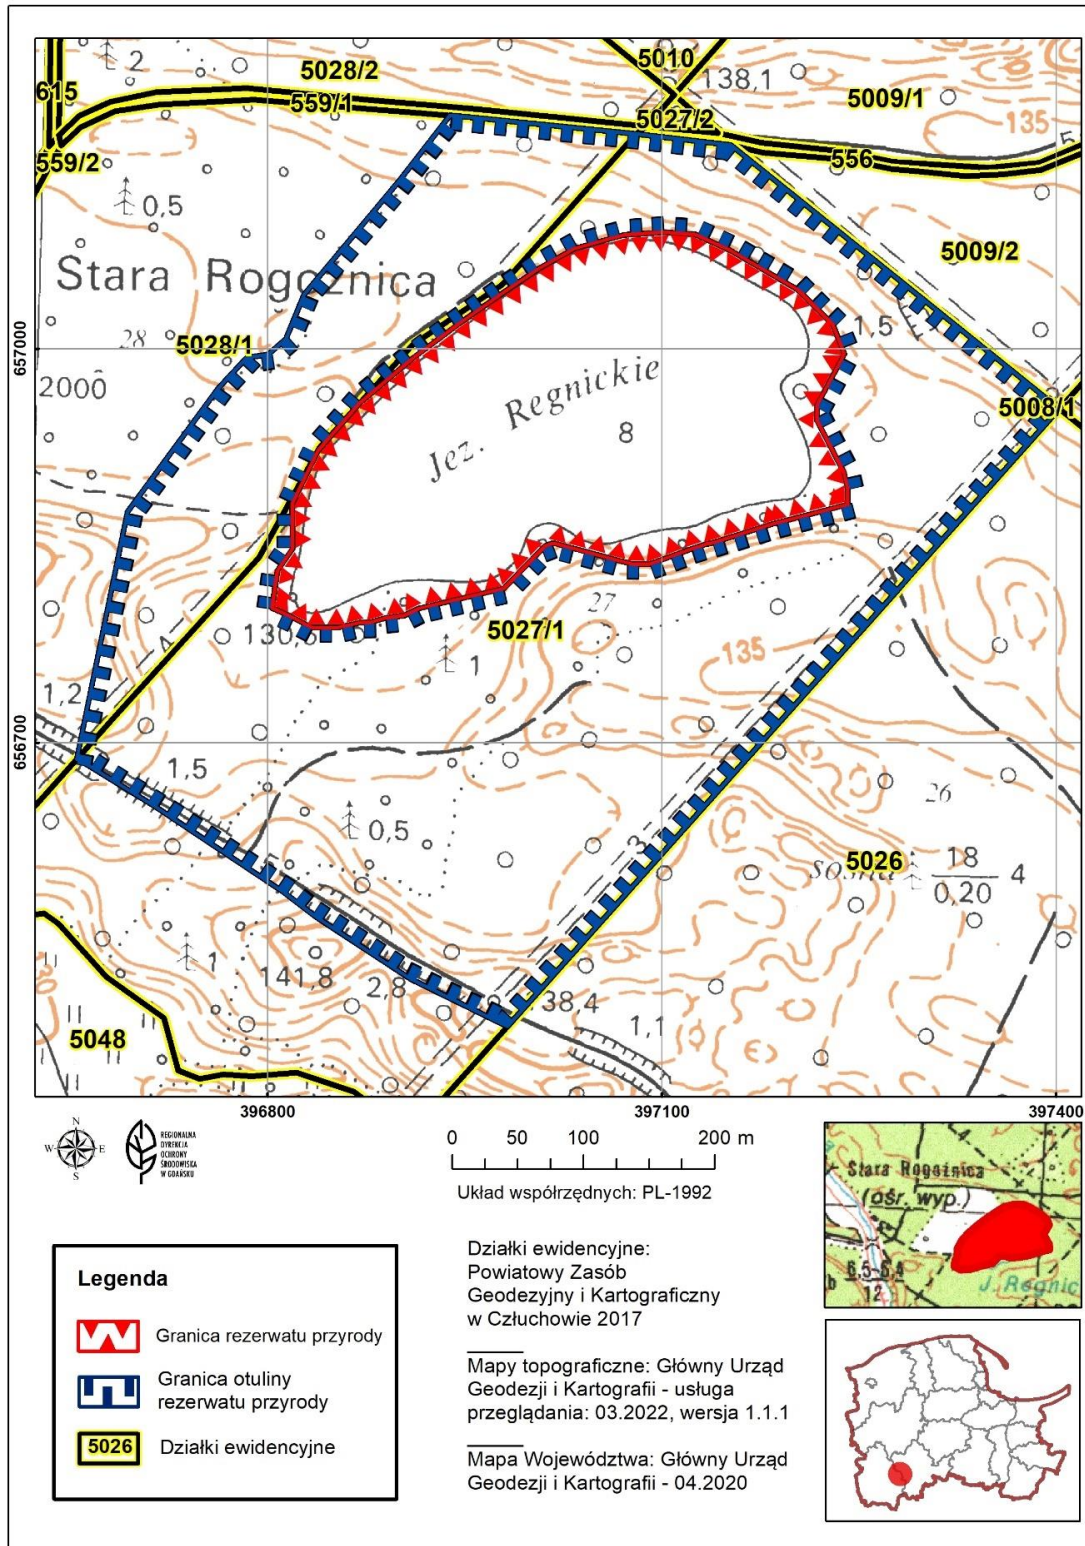 5010
138,1
2
5028/2
615
559/1
5027/2
5009/1
135
5
556
559/2
0,5
5009/2
Stara Rogoźnica
28
5028/1
1,5
657000
2000
Jez. Regnickie
8
5008/1
27
5027/1
1
135
4
1,2
656700
1,5
26
0,5
3
5026
18
0,20
4
1
141,8
2,8
38,4
1,1
5048
396800
397100
397400
N
W
E
S
REGIONALNA
DYREKCJA
OCHRONY
ŚRODOWISKA
W GDAŃSKU
0 50 100 200 m
Układ współrzędnych: PL-1992
Stara Rogoźnica
(ośr. wyp.)
12
J. Regnic
Działki ewidencyjne:
Powiatowy Zasób
Geodezyjny i Kartograficzny
w Człuchowie 2017
Mapy topograficzne: Główny Urząd
Geodezji i Kartografii - usługa
przeglądania: 03.2022, wersja 1.1.1
Mapa Województwa: Główny Urząd
Geodezji i Kartografii - 04.2020
Legenda
Granica rezerwatu przyrody
Granica otuliny
rezerwatu przyrody
5026
Działki ewidencyjne